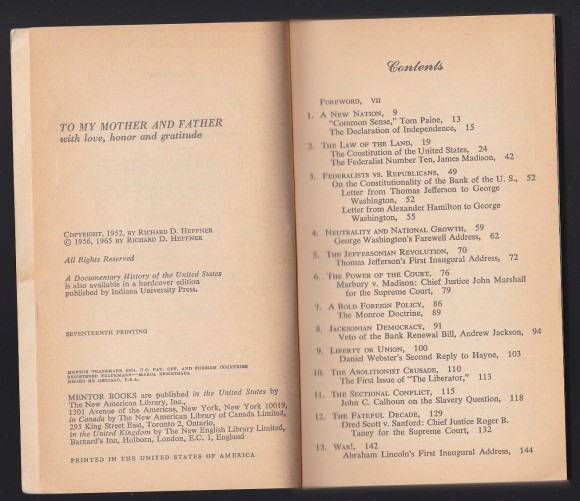 TO MY MOTHER AND FATHER
with love, honor and gratitude
COPYRIGHT, 1952, BY RICHARD D. HEFFNER
© 1956, 1965 BY RICHARD D. HEFFNER
All Rights Reserved
A Documentary History of the United States
is also available in a hardcover edition
published by Indiana University Press.
SEVENTEENTH PRINTING
MENTOR TRADEMARK REG. U.S. PAT. OFF. AND FOREIGN COUNTRIES
REGISTERED TRADEMARK—MARCA REGISTRADA
HECHO EN CHICAGO, U.S.A.
MENTOR BOOKS are published in the United States by
The New American Library, Inc.,
1301 Avenue of the Americas, New York, New York 10019,
in Canada by The New American Library of Canada Limited,
295 King Street East, Toronto 2, Ontario,
in the United Kingdom by The New English Library Limited,
Barnard's Inn, Holborn, London, E.C. 1, England
PRINTED IN THE UNITED STATES OF AMERICA
Contents
FOREWORD, VII
1. A NEW NATION, 9
"Common Sense," Tom Paine, 13
The Declaration of Independence, 15
2. THE LAW OF THE LAND, 19
The Constitution of the United States, 24
The Federalist Number Ten, James Madison, 42
3. FEDERALISTS VS. REPUBLICANS, 49
On the Constitutionality of the Bank of the U. S., 52
Letter from Thomas Jefferson to George
Washington, 52
Letter from Alexander Hamilton to George
Washington, 55
4. NEUTRALITY AND NATIONAL GROWTH, 59
George Washington's Farewell Address, 62
5. THE JEFFERSONIAN REVOLUTION, 70
Thomas Jefferson's First Inaugural Address, 72
6. THE POWER OF THE COURT, 76
Marbury v. Madison: Chief Justice John Marshall
for the Supreme Court, 79
7. A BOLD FOREIGN POLICY, 86
The Monroe Doctrine, 89
8. JACKSONIAN DEMOCRACY, 91
Veto of the Bank Renewal Bill, Andrew Jackson, 94
9. LIBERTY OR UNION, 100
Daniel Webster's Second Reply to Hayne, 103
10. THE ABOLITIONIST CRUSADE, 110
The First Issue of "The Liberator," 113
11. THE SECTIONAL CONFLICT, 115
John C. Calhoun on the Slavery Question, 118
12. THE FATEFUL DECADE, 129
Dred Scott v. Sanford: Chief Justice Roger B.
Taney for the Supreme Court, 132
13. WAR!, 142
Abraham Lincoln's First Inaugural Address, 144